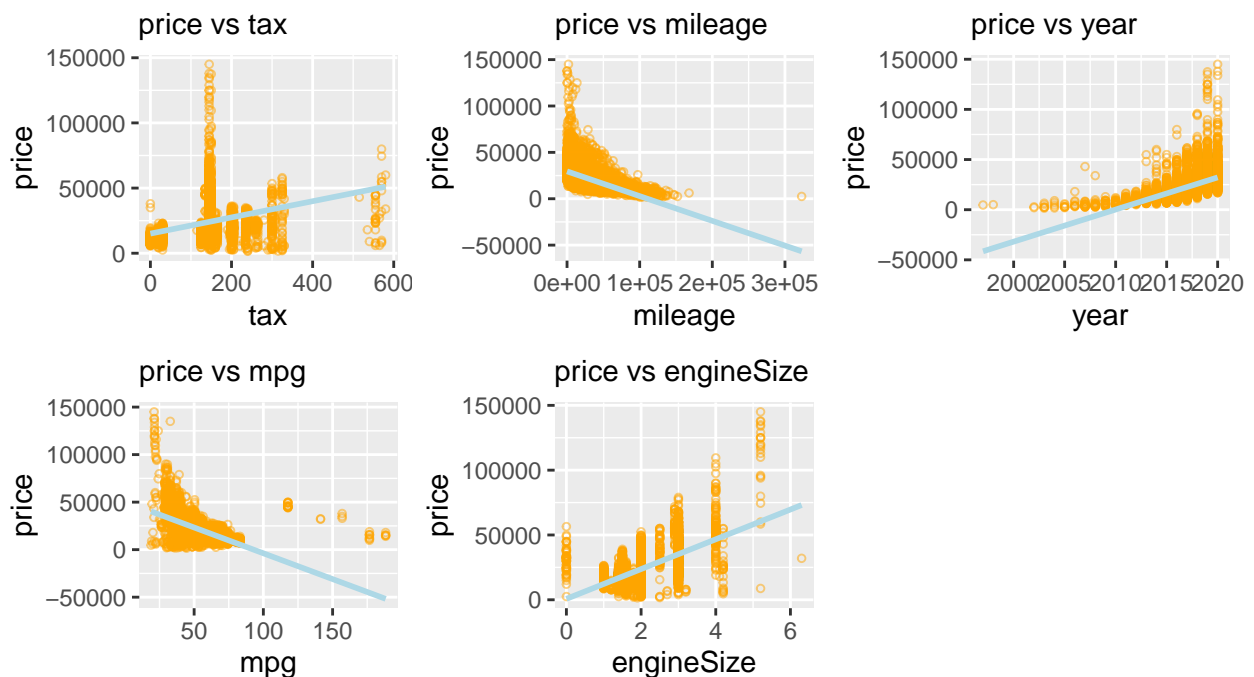 price vs tax
150000
100000
50000
0
price
0
200
400
600
tax
price vs mileage
150000
100000
50000
0
−50000
price
0e+00
1e+05
2e+05
3e+05
mileage
price vs year
150000
100000
50000
0
−50000
price
2000
2005
2010
2015
2020
year
price vs mpg
150000
100000
50000
0
−50000
price
50
100
150
mpg
price vs engineSize
150000
100000
50000
0
price
0
2
4
6
engineSize